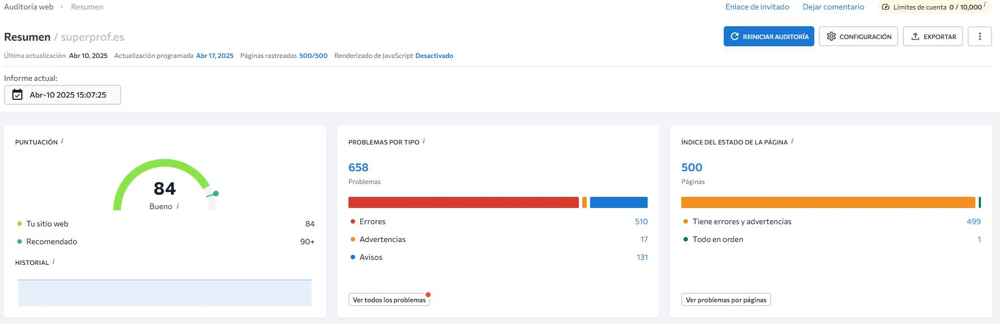 Auditoría web > Resumen
Enlace de invitado Dejar comentario Límites de cuenta 0 / 10,000 i
Resumen / superprof.es
REINICIAR AUDITORÍA CONFIGURACIÓN EXPORTAR
Última actualización Abr 10, 2025 Actualización programada Abr 17, 2025 Páginas rastreadas 500/500 Renderizado de JavaScript Desactivado
Informe actual:
Abr-10 2025 15:07:25
PUNTUACIÓN i
84
Bueno i
Tu sitio web 84
Recomendado 90+
HISTORIAL i
PROBLEMAS POR TIPO i
658
Problemas
Errores 510
Advertencias 17
Avisos 131
Ver todos los problemas
ÍNDICE DEL ESTADO DE LA PÁGINA i
500
Páginas
Tiene errores y advertencias 499
Todo en orden 1
Ver problemas por páginas